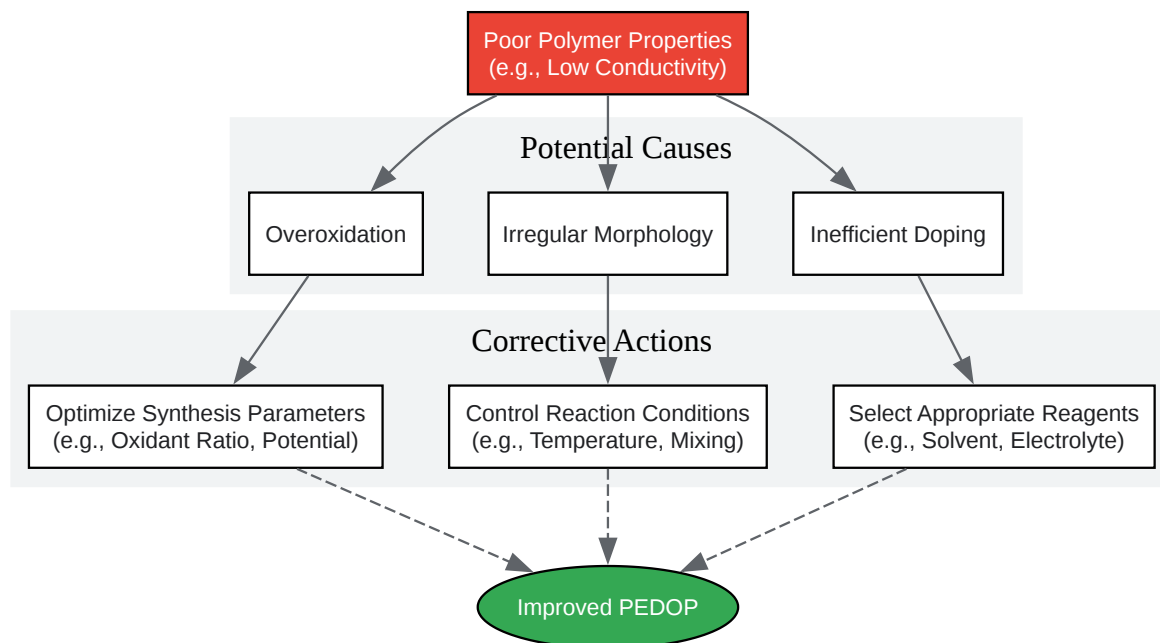 Poor Polymer Properties
(e.g., Low Conductivity)
Potential Causes
Overoxidation
Irregular Morphology
Inefficient Doping
Corrective Actions
Optimize Synthesis Parameters
(e.g., Oxidant Ratio, Potential)
Control Reaction Conditions
(e.g., Temperature, Mixing)
Select Appropriate Reagents
(e.g., Solvent, Electrolyte)
Improved PEDOP